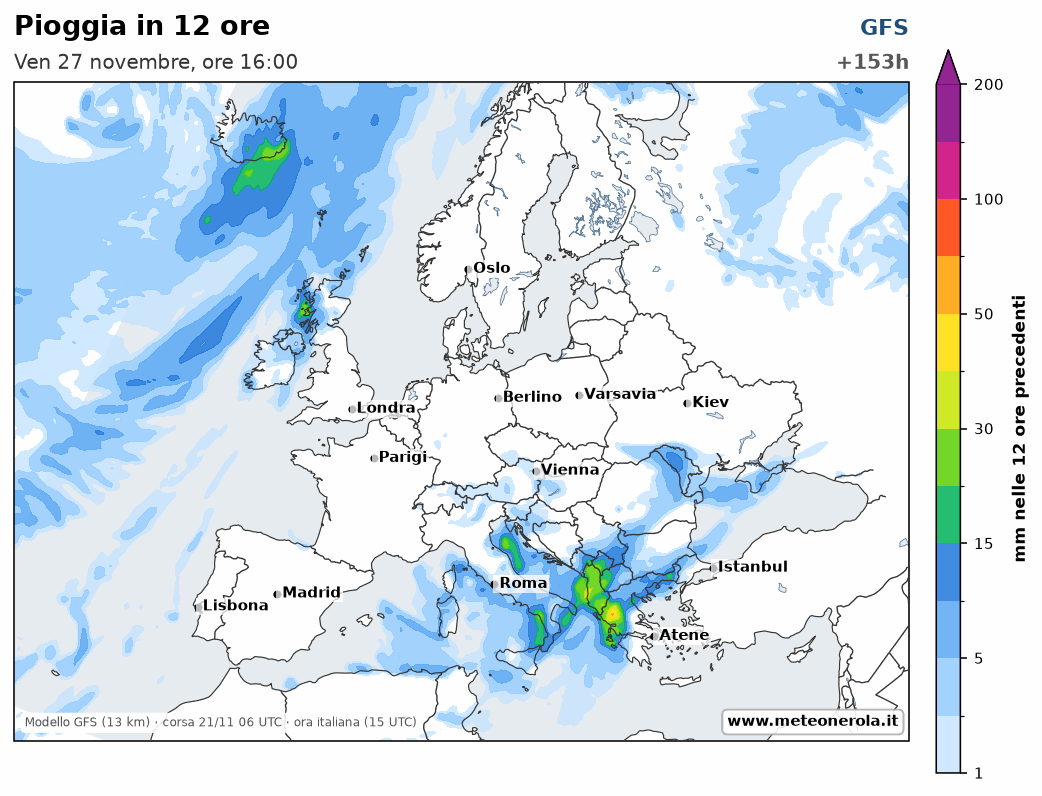 Pioggia in 12 ore
GFS
Ven 27 novembre, ore 16:00
+153h
200
100
50
30
15
5
1
mm nelle 12 ore precedenti
Oslo
Berlino
Varsavia
Kiev
Londra
Parigi
Vienna
Istanbul
Roma
Madrid
Lisbona
Atene
Modello GFS (13 km) · corsa 21/11 06 UTC · ora italiana (15 UTC)
www.meteonerola.it